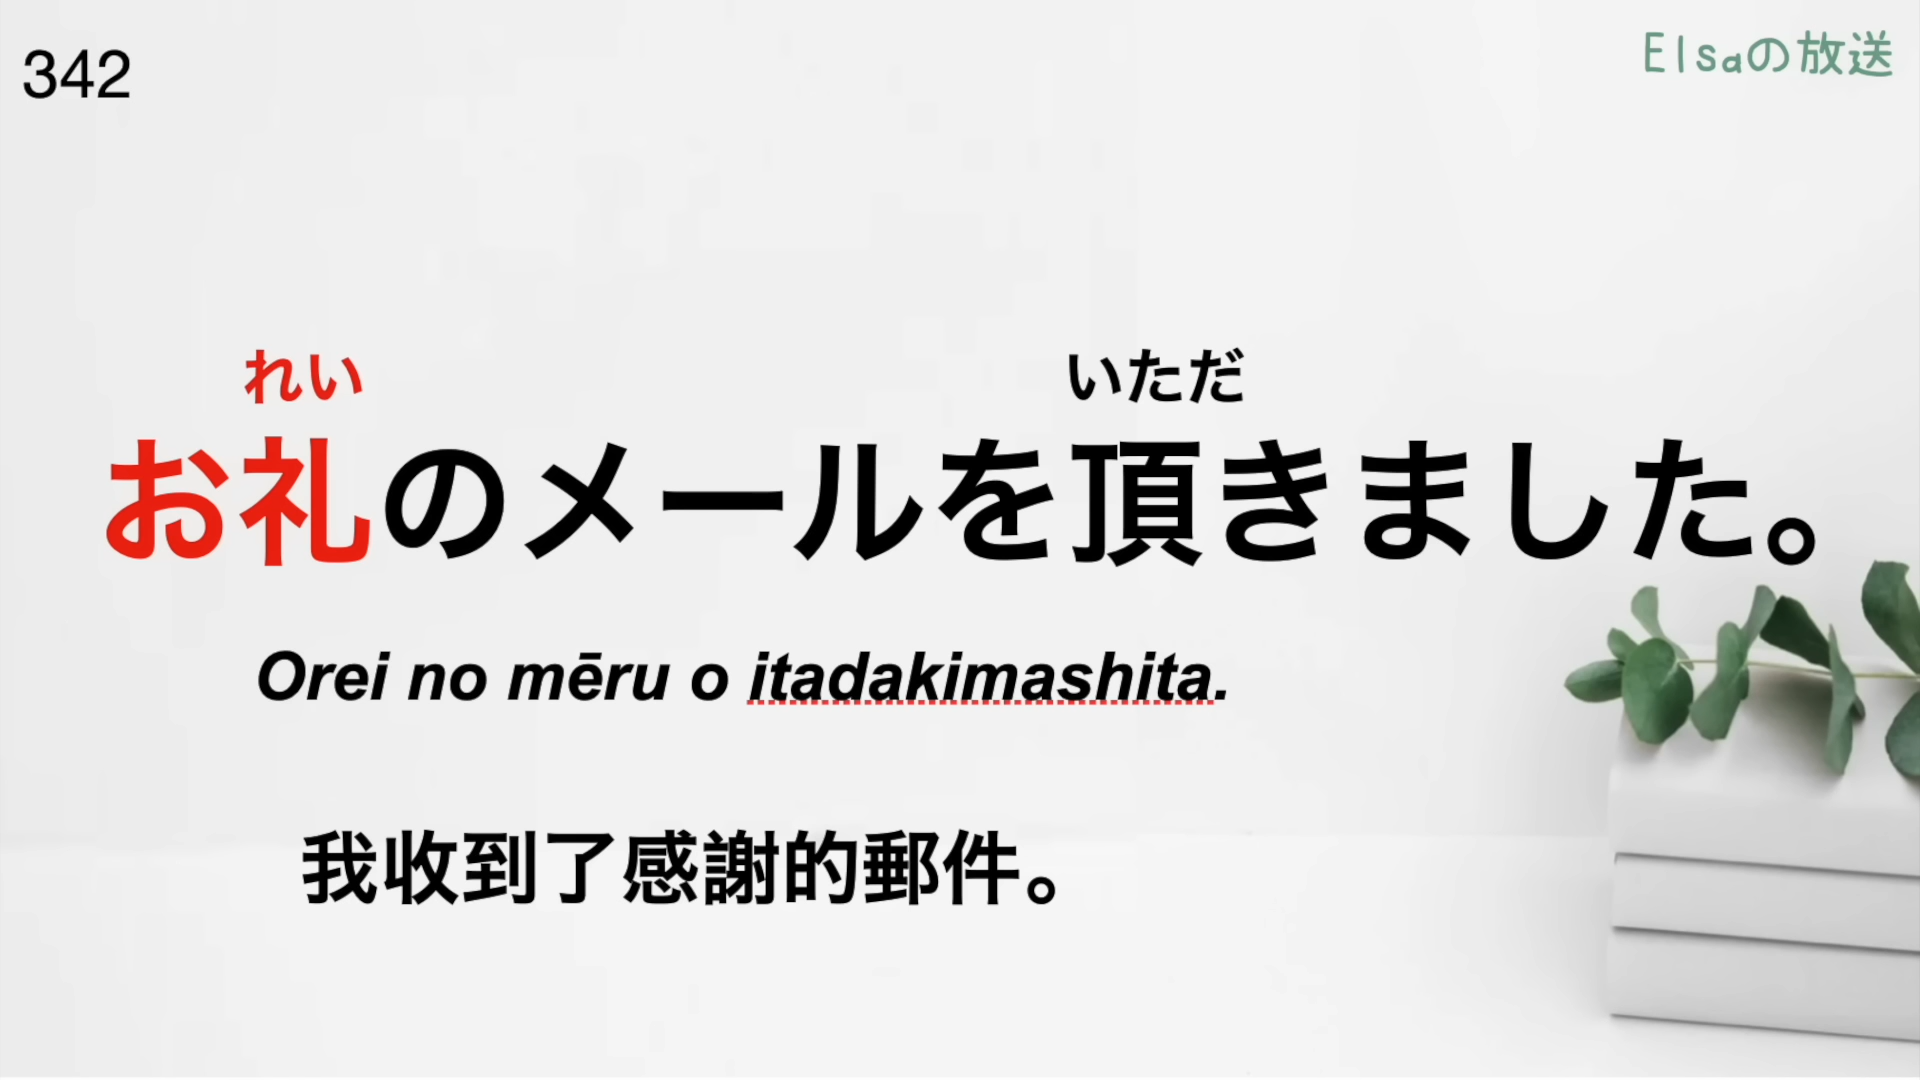 342
Elsaの放送
れい いただ
お礼のメールを頂きました。
Orei no mēru o itadakimashita.
我收到了感謝的郵件。